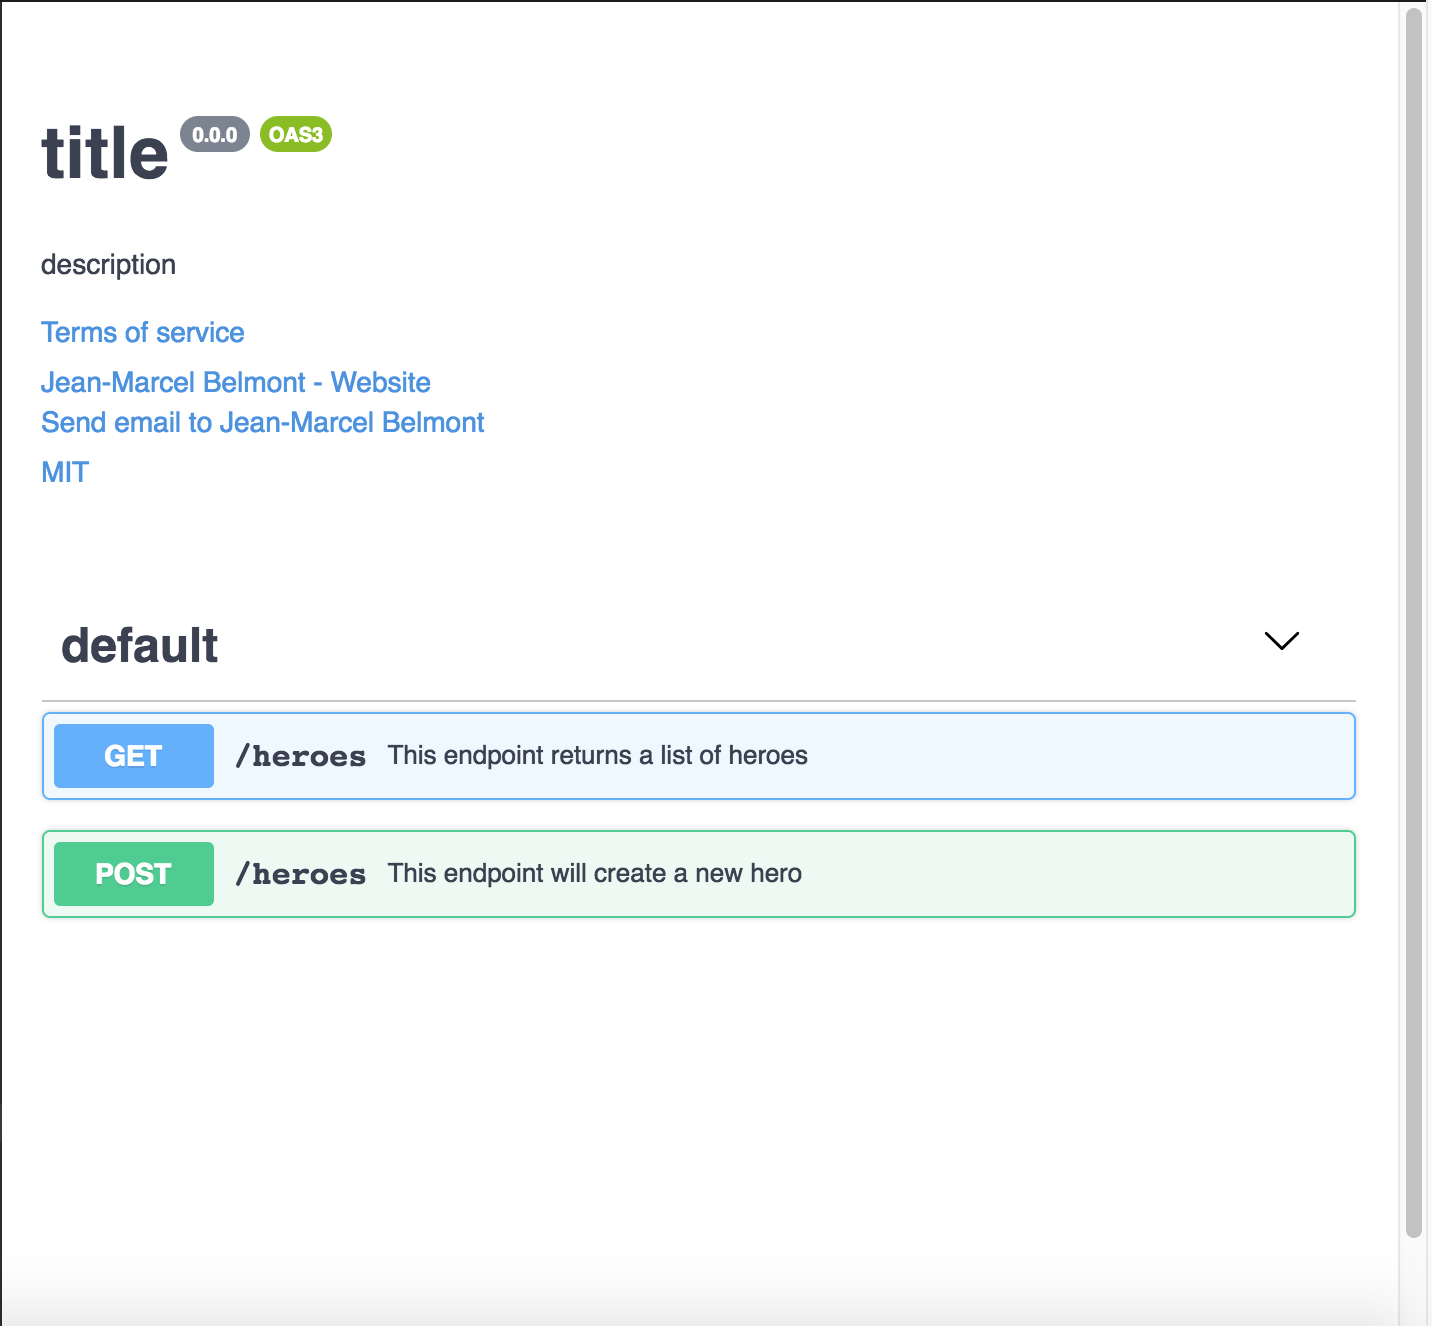 title 0.0.0 OAS3
description
Terms of service
Jean-Marcel Belmont - Website
Send email to Jean-Marcel Belmont
MIT
default
GET /heroes This endpoint returns a list of heroes
POST /heroes This endpoint will create a new hero